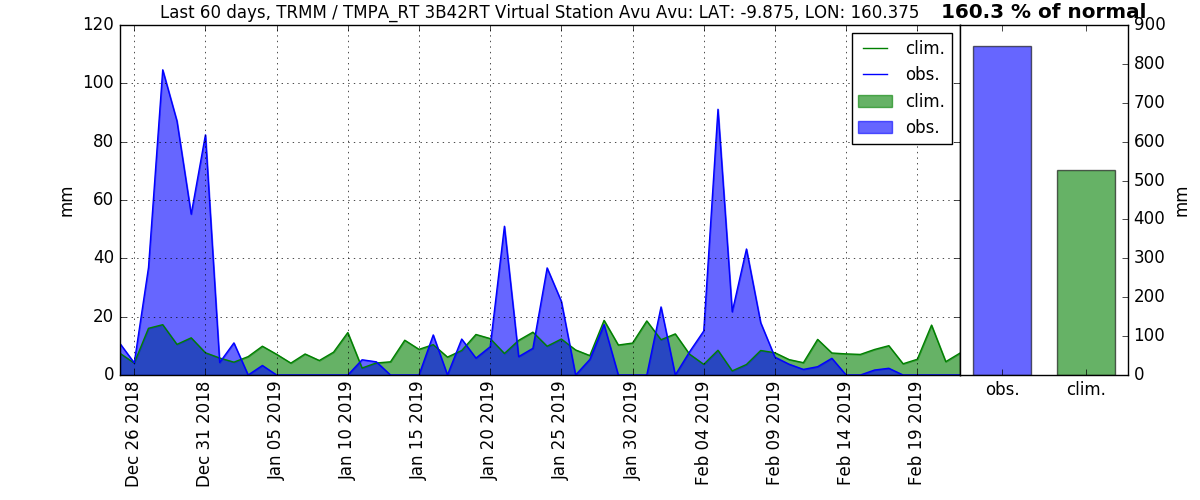 Last 60 days, TRMM / TMPA_RT 3B42RT Virtual Station Avu Avu: LAT: -9.875, LON: 160.375
160.3 % of normal
120
100
80
60
40
20
0
mm
clim.
obs.
clim.
obs.
900
800
700
600
500
400
300
200
100
0
mm
Dec 26 2018
Dec 31 2018
Jan 05 2019
Jan 10 2019
Jan 15 2019
Jan 20 2019
Jan 25 2019
Jan 30 2019
Feb 04 2019
Feb 09 2019
Feb 14 2019
Feb 19 2019
obs.
clim.